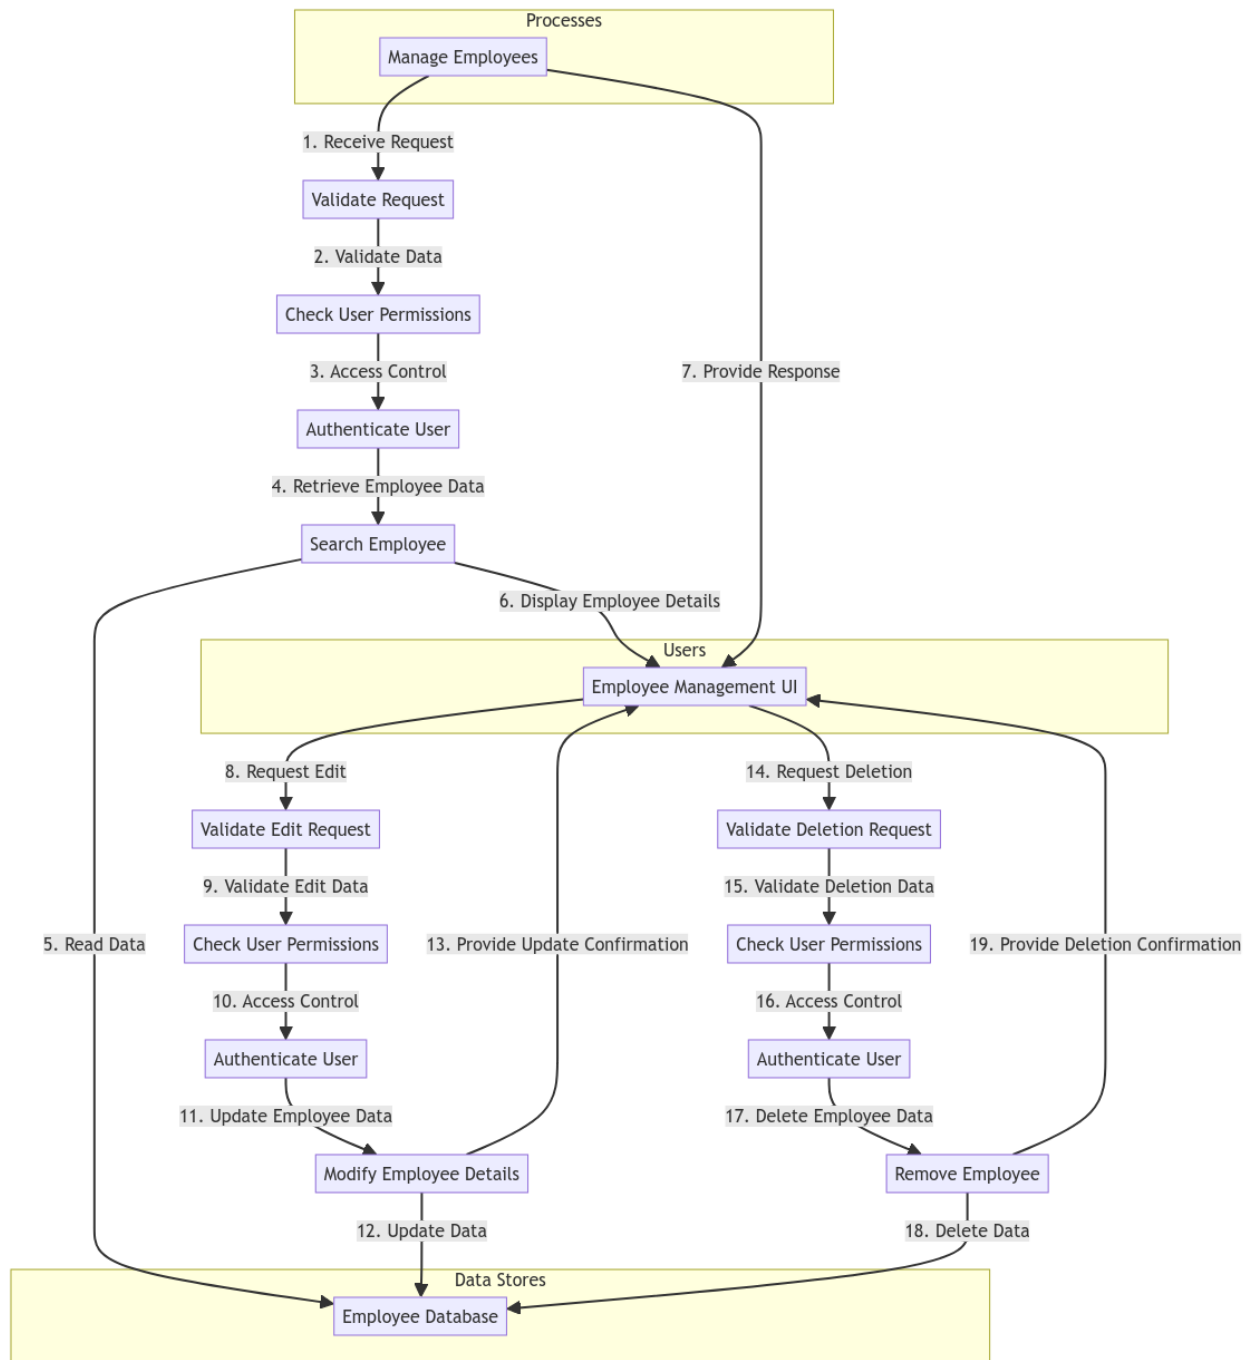 Processes
Manage Employees
1. Receive Request
Validate Request
2. Validate Data
Check User Permissions
3. Access Control
7. Provide Response
Authenticate User
4. Retrieve Employee Data
Search Employee
6. Display Employee Details
Users
Employee Management UI
8. Request Edit
14. Request Deletion
Validate Edit Request
Validate Deletion Request
9. Validate Edit Data
15. Validate Deletion Data
5. Read Data
Check User Permissions
13. Provide Update Confirmation
Check User Permissions
19. Provide Deletion Confirmation
10. Access Control
16. Access Control
Authenticate User
Authenticate User
11. Update Employee Data
17. Delete Employee Data
Modify Employee Details
Remove Employee
12. Update Data
18. Delete Data
Data Stores
Employee Database